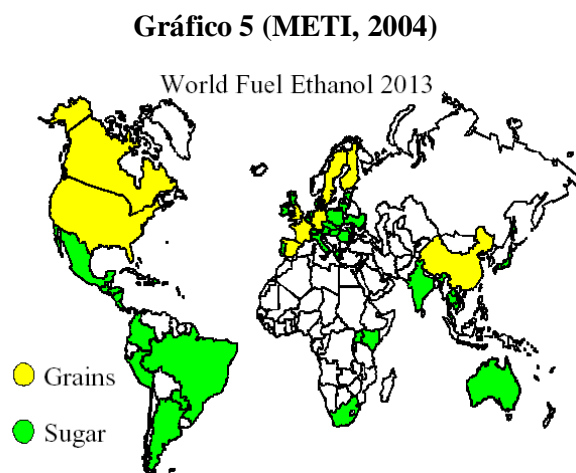 Gráfico 5 (METI, 2004)
World Fuel Ethanol 2013
Grains
Sugar